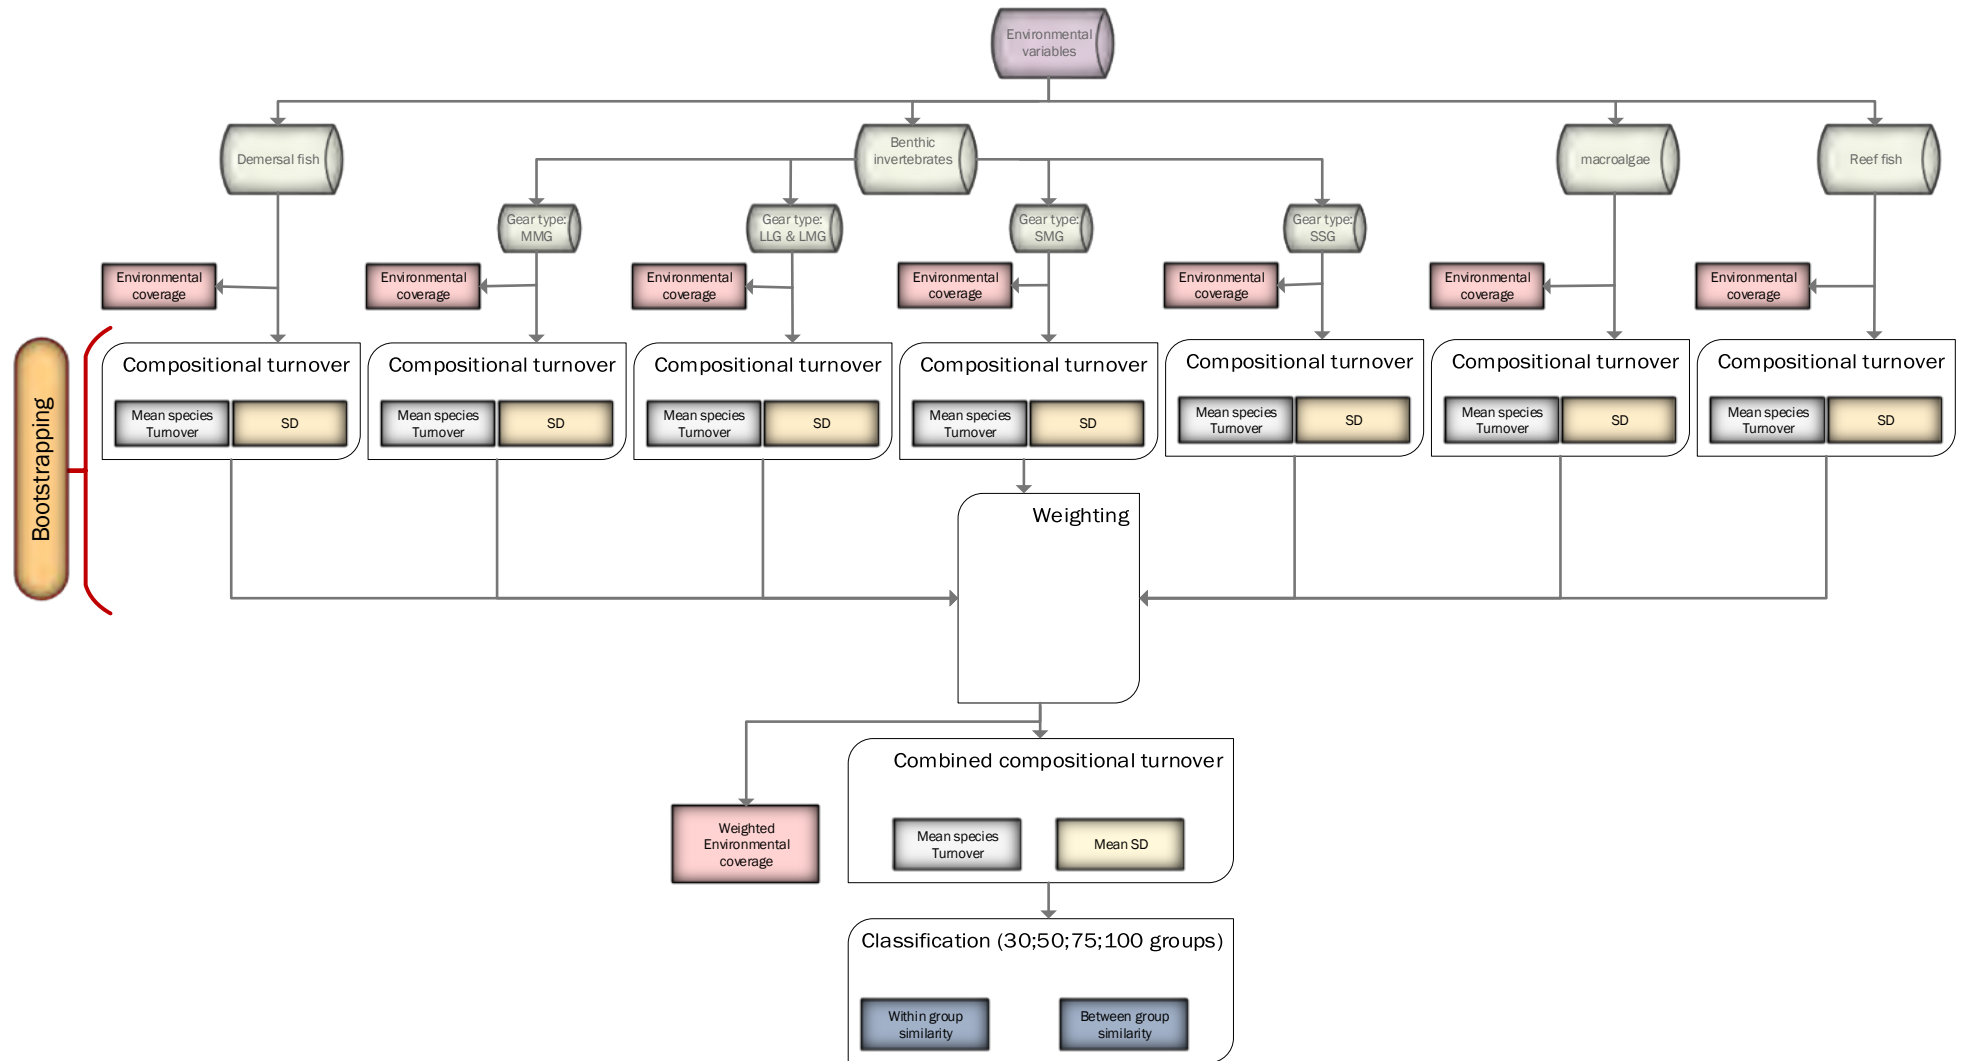 Environmental
variables
Demersal fish
Benthic
invertebrates
macroalgae
Reef fish
Gear type:
MMG
Gear type:
LLG & LMG
Gear type:
SMG
Gear type:
SSG
Environmental
coverage
Environmental
coverage
Environmental
coverage
Environmental
coverage
Environmental
coverage
Environmental
coverage
Environmental
coverage
Bootstrapping
Compositional turnover
Mean species
Turnover
SD
Compositional turnover
Mean species
Turnover
SD
Compositional turnover
Mean species
Turnover
SD
Compositional turnover
Mean species
Turnover
SD
Compositional turnover
Mean species
Turnover
SD
Compositional turnover
Mean species
Turnover
SD
Compositional turnover
Mean species
Turnover
SD
Weighting
Combined compositional turnover
Weighted
Environmental
coverage
Mean species
Turnover
Mean SD
Classification (30;50;75;100 groups)
Within group
similarity
Between group
similarity